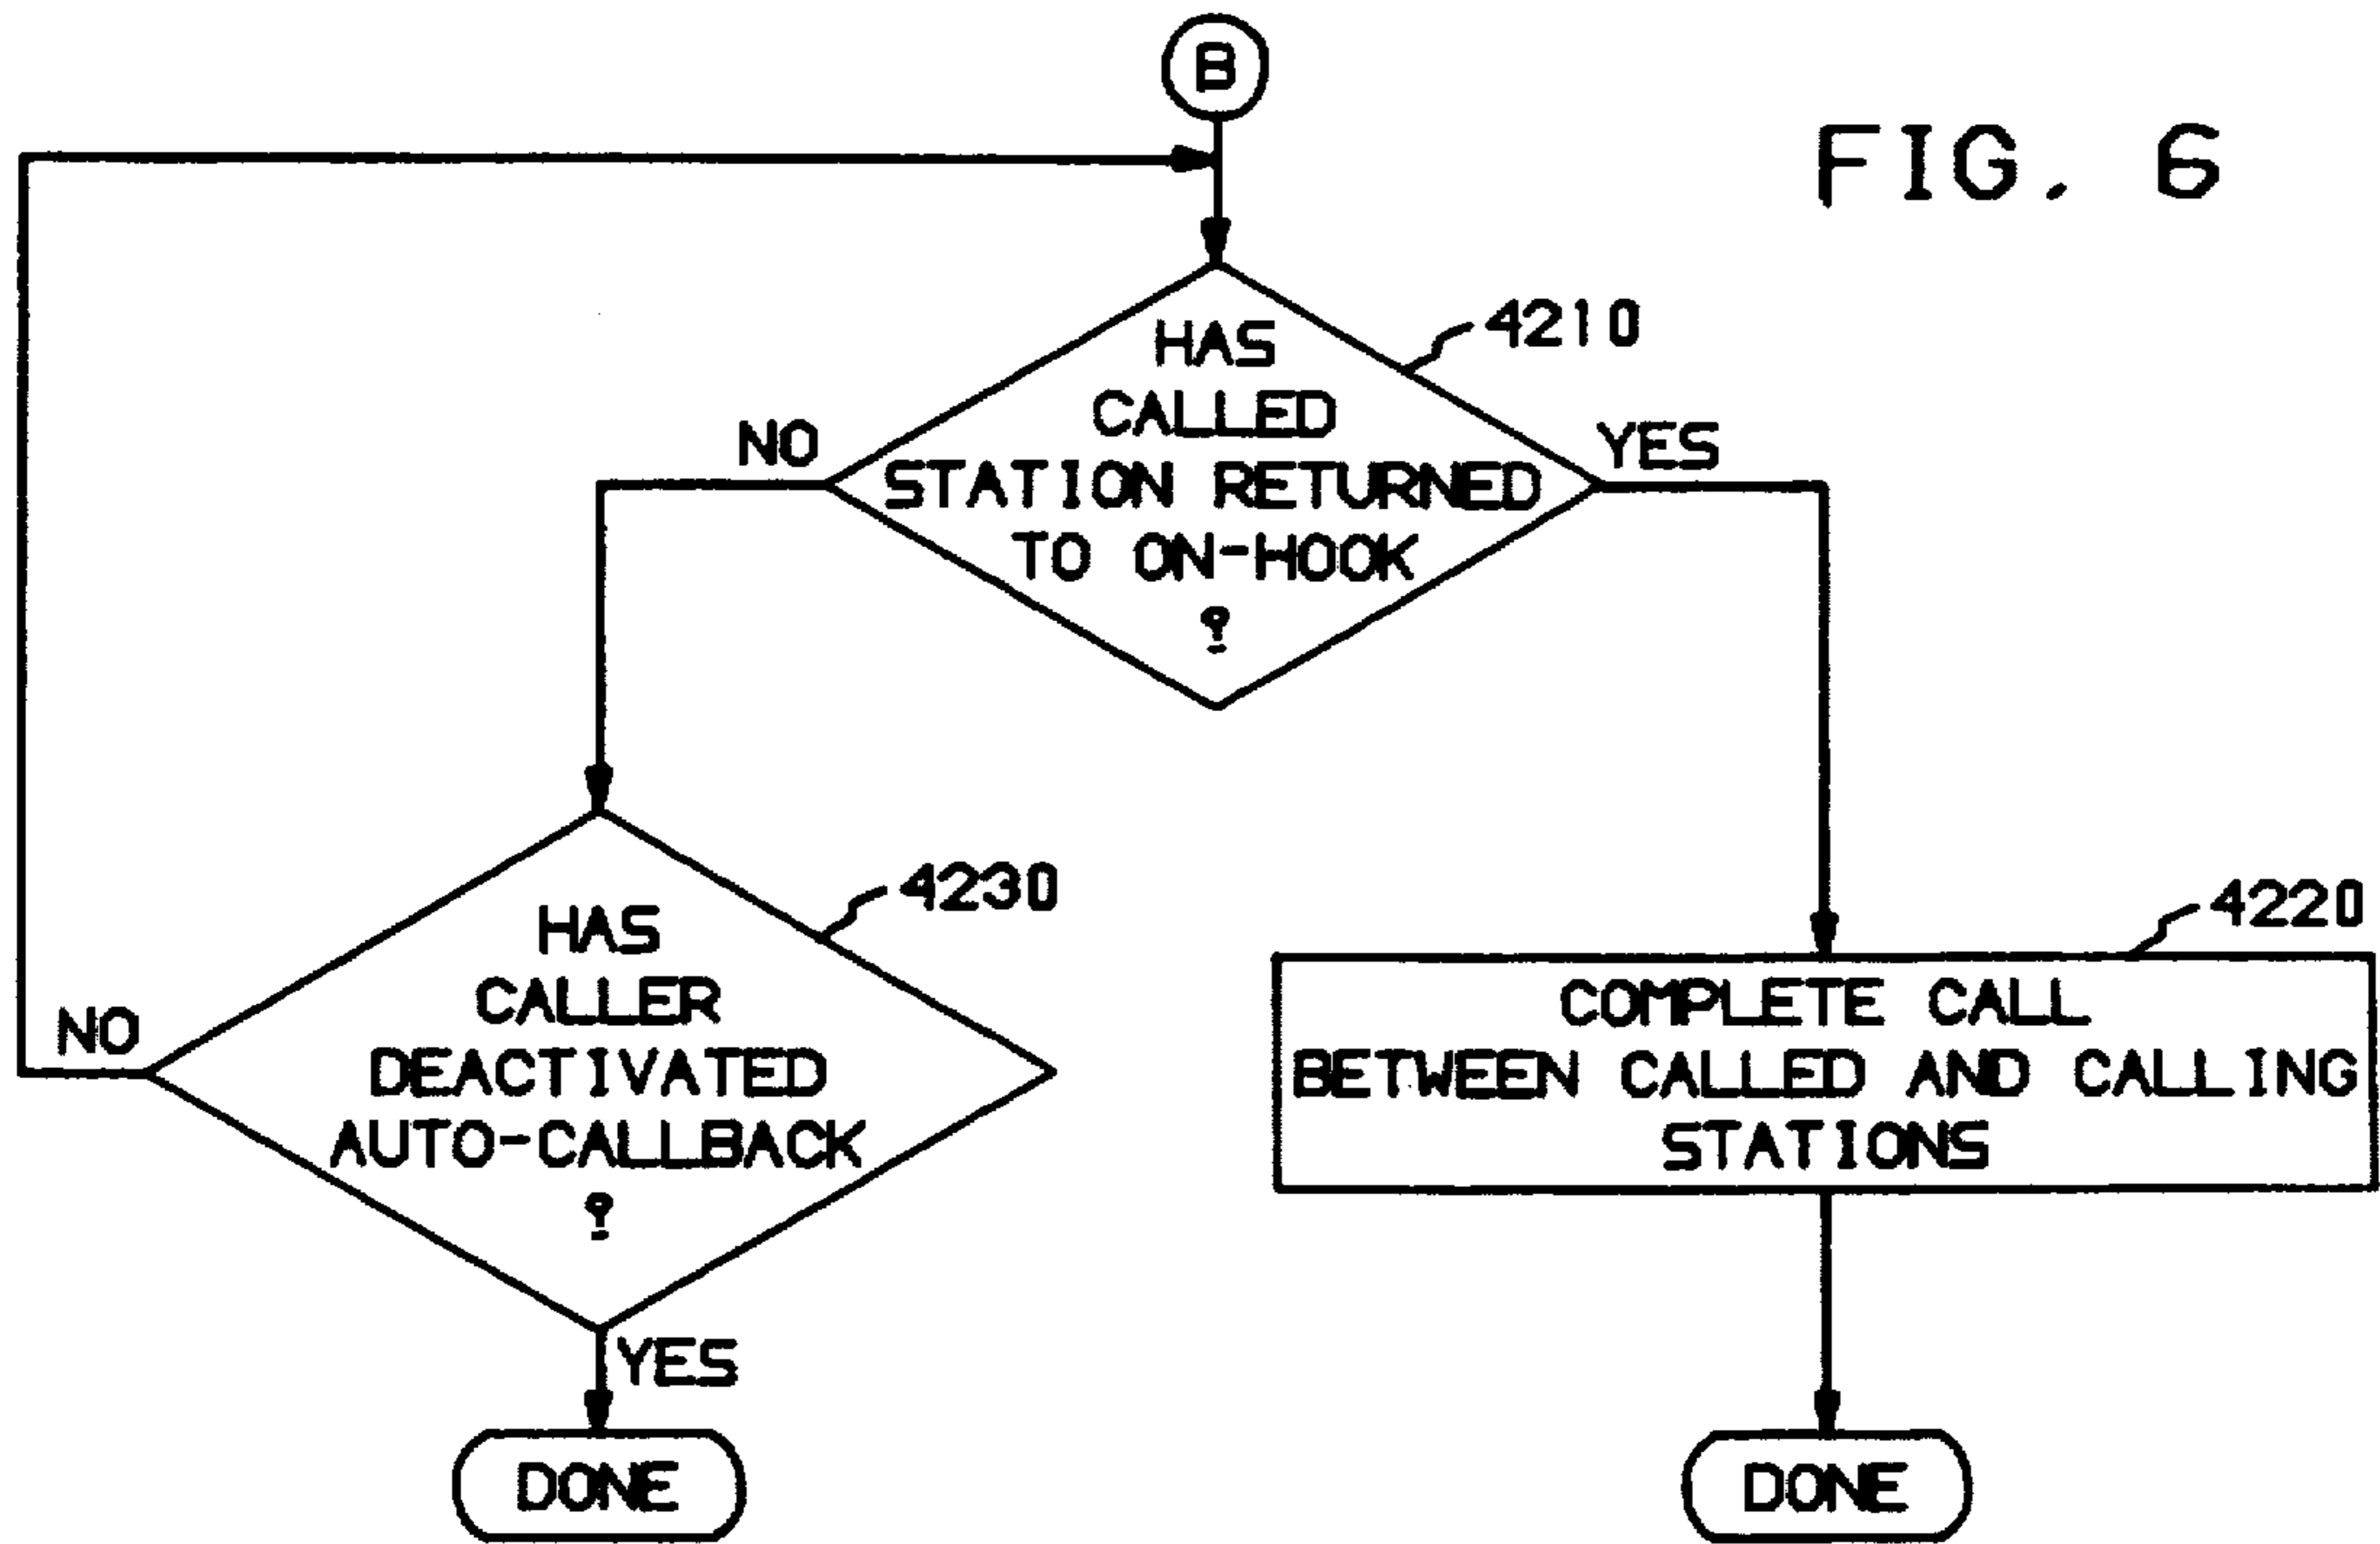 B
FIG. 6
4210
HAS
CALLED
STATION RETURNED
TO ON-HOOK
?
NO
YES
4230
HAS
CALLER
DEACTIVATED
AUTO-CALLBACK
?
NO
YES
DONE
4220
COMPLETE CALL
BETWEEN CALLED AND CALLING
STATIONS
DONE